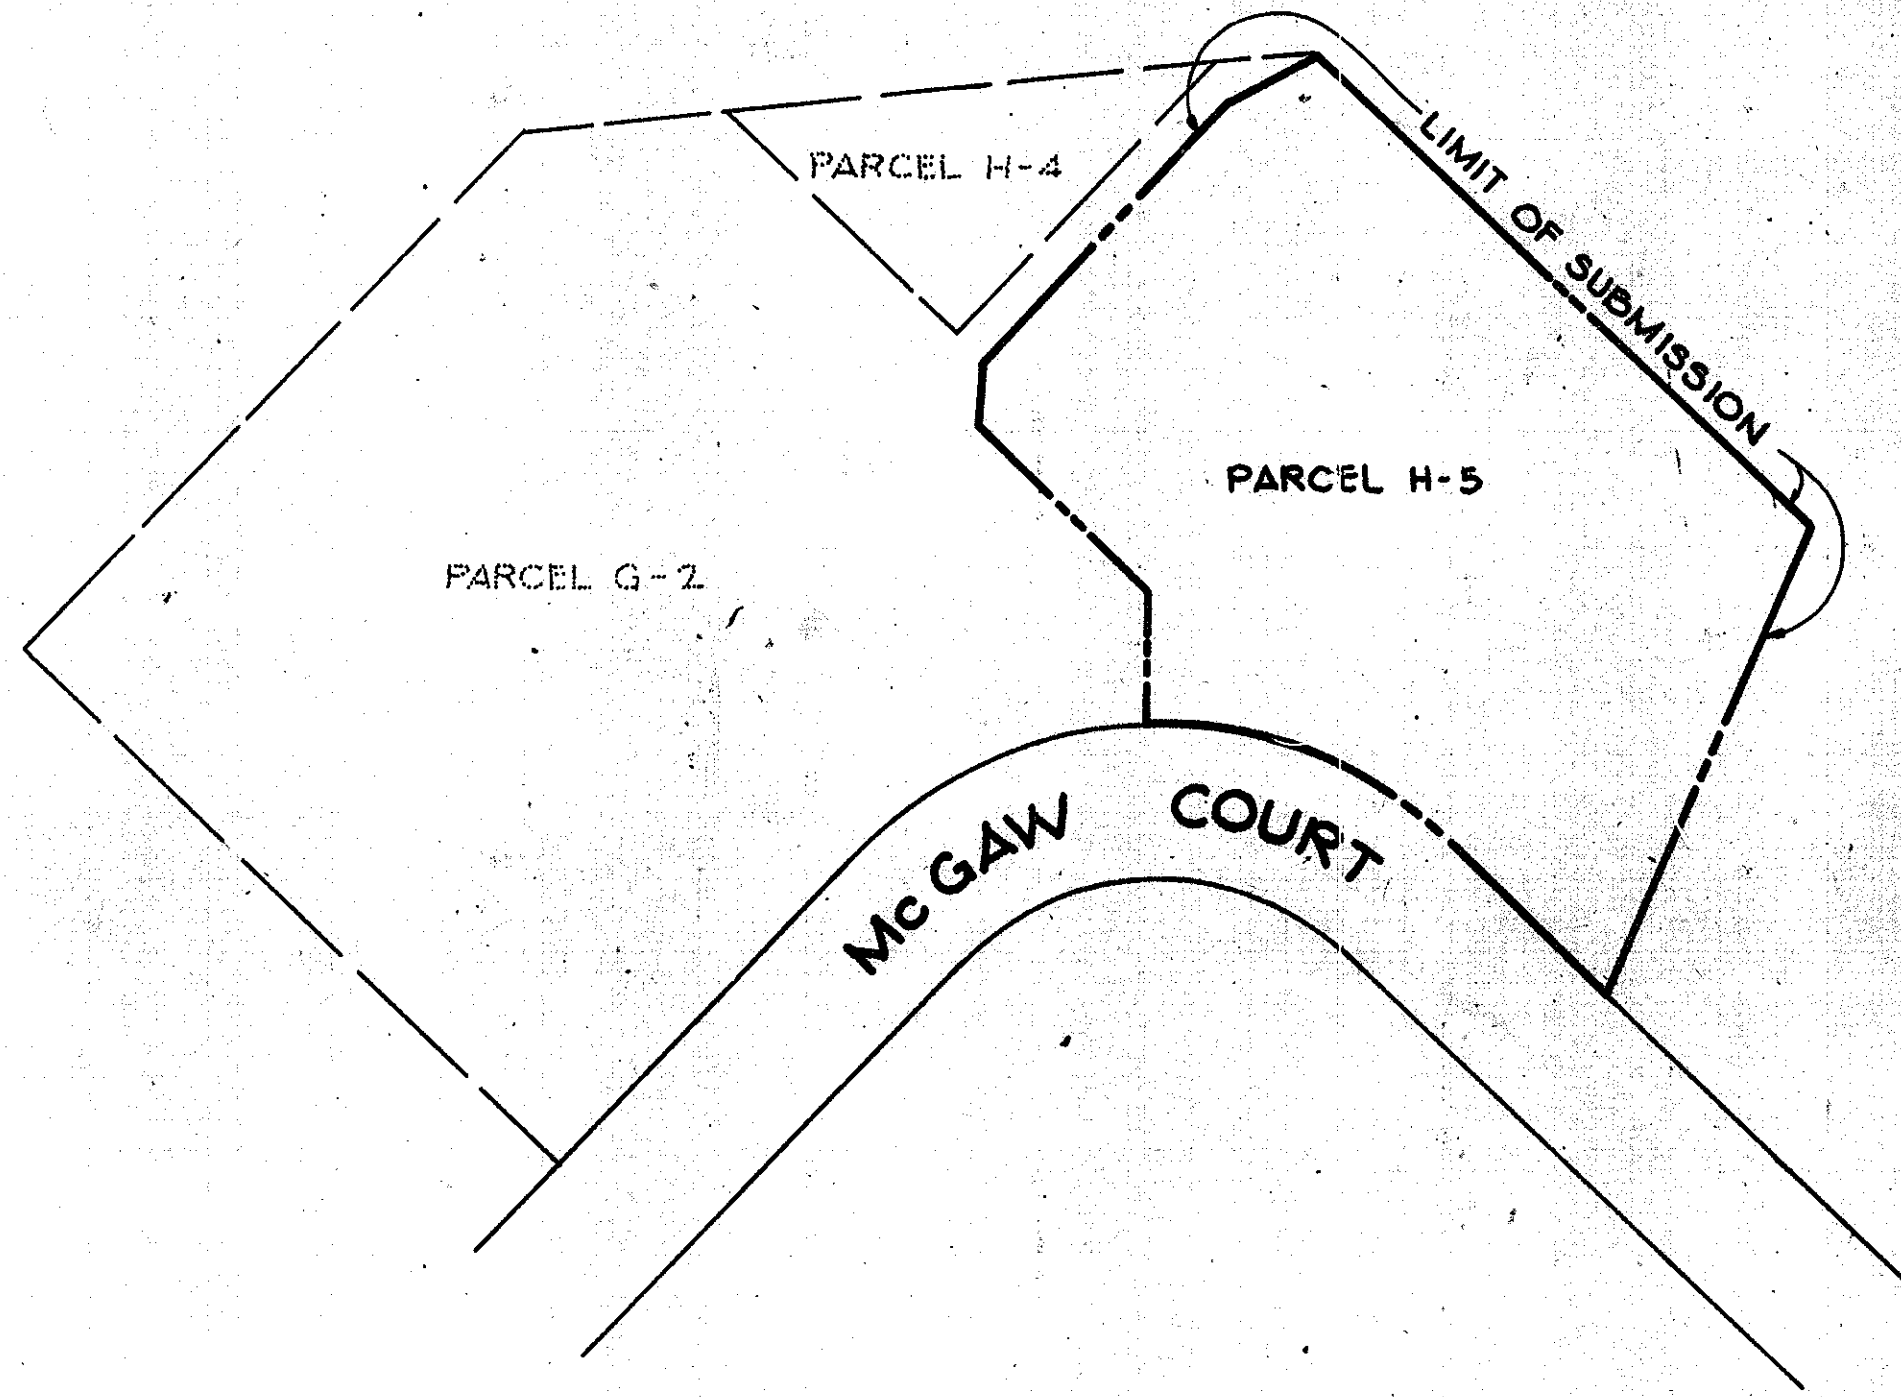 PARCEL H-4
LIMIT OF SUBMISSION
PARCEL H-5
PARCEL G-2
McGAW COURT